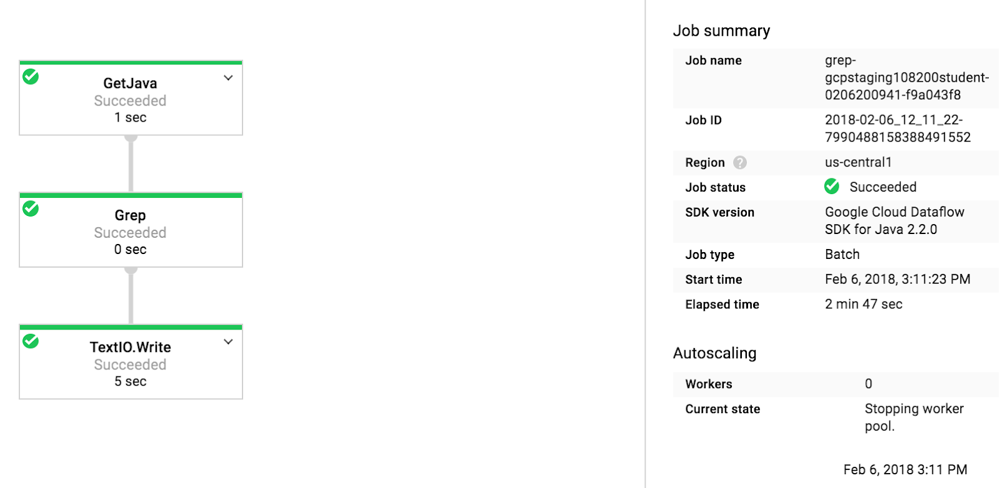 GetJava
Succeeded
1 sec
Grep
Succeeded
0 sec
TextIO.Write
Succeeded
5 sec
Job summary
Job name
grep-
gcpstaging108200student-
0206200941-f9a043f8
Job ID
2018-02-06_12_11_22-
7990488158388491552
Region ?
us-central1
Job status
Succeeded
SDK version
Google Cloud Dataflow
SDK for Java 2.2.0
Job type
Batch
Start time
Feb 6, 2018, 3:11:23 PM
Elapsed time
2 min 47 sec
Autoscaling
Workers
0
Current state
Stopping worker
pool.
Feb 6, 2018 3:11 PM